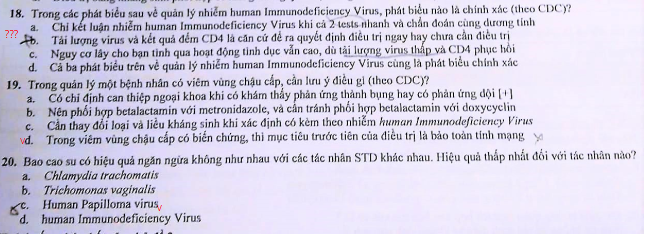 18. Trong các phát biểu sau về quản lý nhiễm human Immunodeficiency Virus, phát biểu nào là chính xác (theo CDC)?
??? a. Chỉ kết luận nhiễm human Immunodeficiency Virus khi cả 2 tests nhanh và chẩn đoán cùng dương tính
b. Tải lượng virus và kết quả đếm CD4 là căn cứ để ra quyết định điều trị ngay hay chưa cần điều trị
c. Nguy cơ lây cho bạn tình qua hoạt động tình dục vẫn cao, dù tải lượng virus thấp và CD4 phục hồi
d. Cả ba phát biểu trên về quản lý nhiễm human Immunodeficiency Virus cùng là phát biểu chính xác
19. Trong quản lý một bệnh nhân có viêm vùng chậu cấp, cần lưu ý điều gì (theo CDC)?
a. Có chỉ định can thiệp ngoại khoa khi có khám thấy phản ứng thành bụng hay có phản ứng dội [+]
b. Nên phối hợp betalactam với metronidazole, và cần tránh phối hợp betalactam với doxycyclin
c. Cần thay đổi loại và liều kháng sinh khi xác định có kèm theo nhiễm human Immunodeficiency Virus
d. Trong viêm vùng chậu cấp có biến chứng, thì mục tiêu trước tiên của điều trị là bảo toàn tính mạng
20. Bao cao su có hiệu quả ngăn ngừa không như nhau với các tác nhân STD khác nhau. Hiệu quả thấp nhất đối với tác nhân nào?
a. Chlamydia trachomatis
b. Trichomonas vaginalis
c. Human Papilloma virus
d. human Immunodeficiency Virus